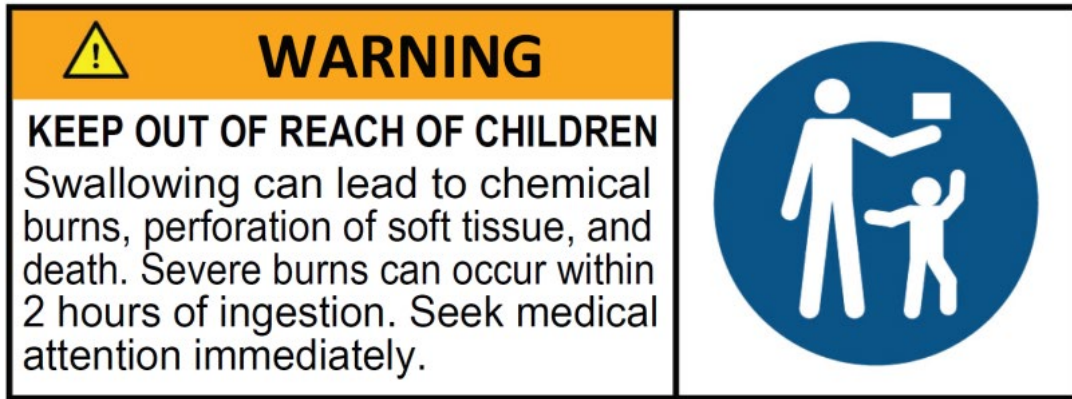 WARNING
KEEP OUT OF REACH OF CHILDREN
Swallowing can lead to chemical
burns, perforation of soft tissue, and
death. Severe burns can occur within
2 hours of ingestion. Seek medical
attention immediately.